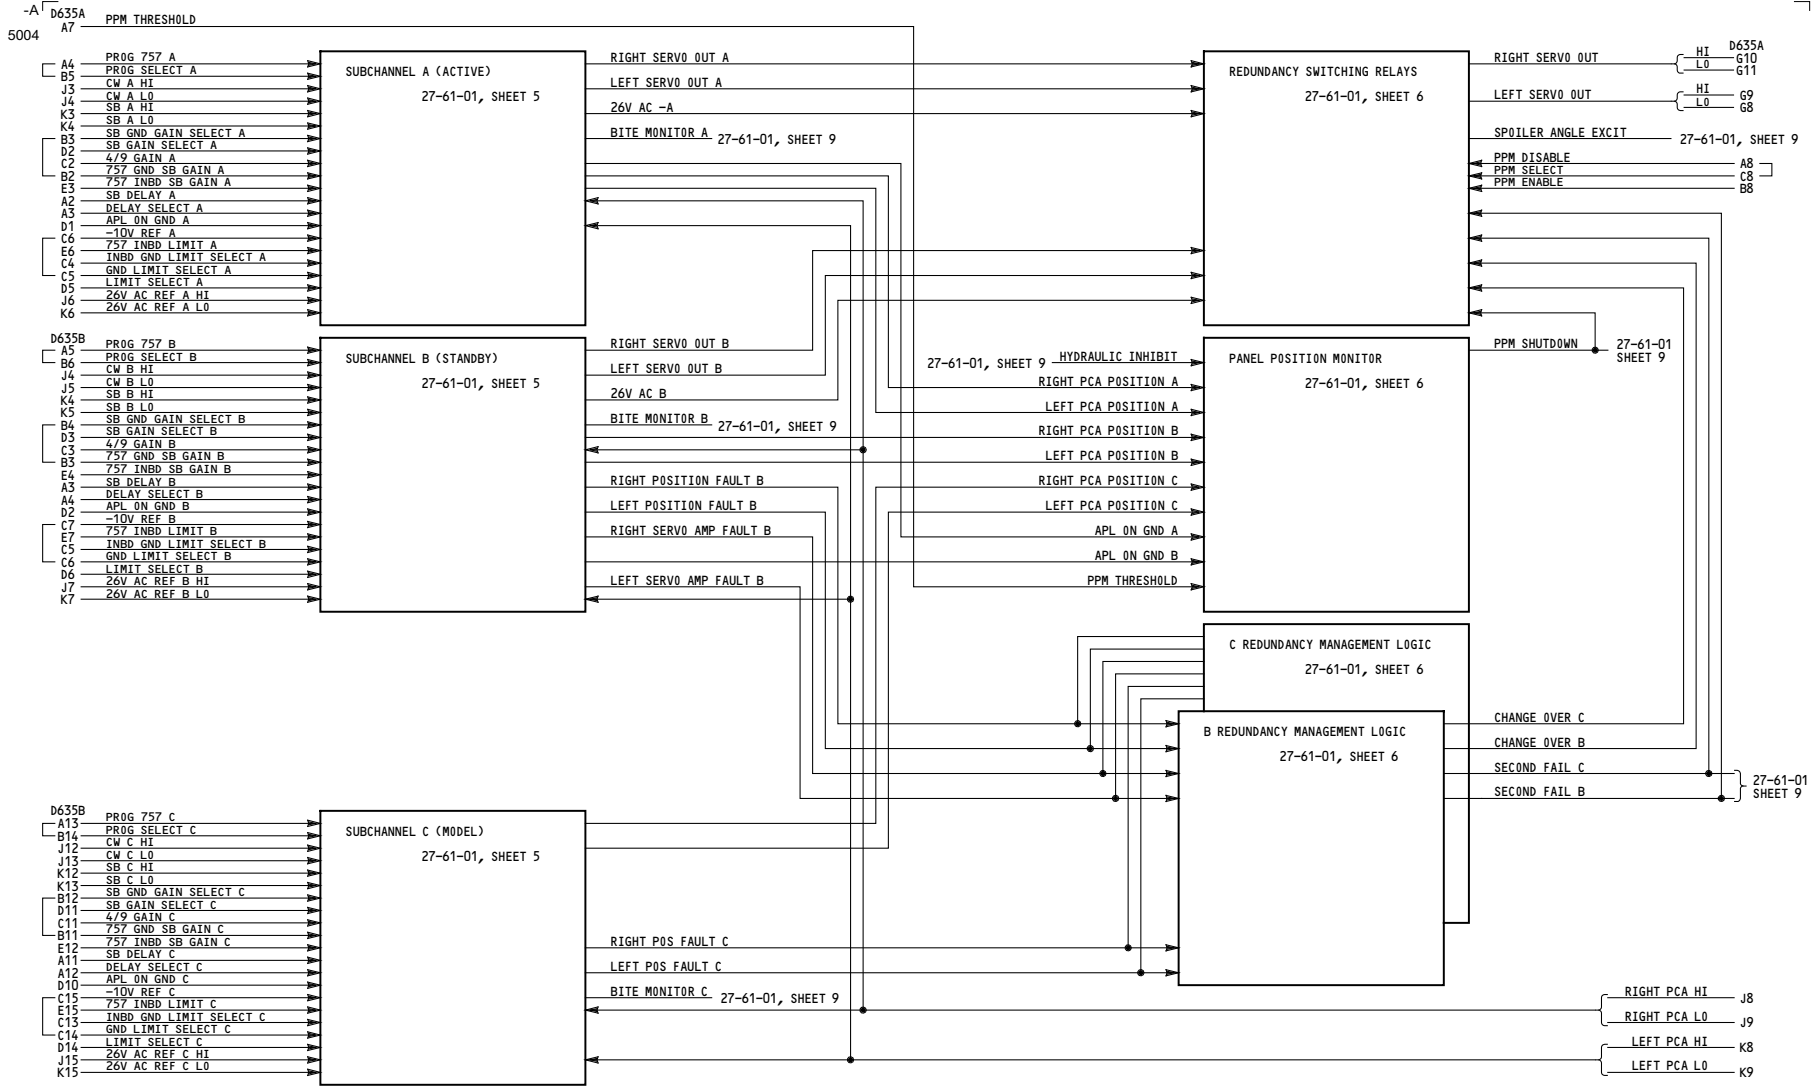 -A
5004
D635A
A7 PPM THRESHOLD
A4 PROG 757 A
B5 PROG SELECT A
J3 CW A HI
J4 CW A LO
K3 SB A HI
K4 SB A LO
B3 SB GND GAIN SELECT A
D2 SB GAIN SELECT A
C2 4/9 GAIN A
B2 757 GND SB GAIN A
E3 757 INBD SB GAIN A
A2 SB DELAY A
A3 DELAY SELECT A
D1 APL ON GND A
C6 -10V REF A
E6 757 INBD LIMIT A
C4 INBD GND LIMIT SELECT A
C5 GND LIMIT SELECT A
D5 LIMIT SELECT A
J6 26V AC REF A HI
K6 26V AC REF A LO
SUBCHANNEL A (ACTIVE)
27-61-01, SHEET 5
RIGHT SERVO OUT A
LEFT SERVO OUT A
26V AC -A
BITE MONITOR A 27-61-01, SHEET 9
REDUNDANCY SWITCHING RELAYS
27-61-01, SHEET 6
D635A
RIGHT SERVO OUT HI G10
LO G11
LEFT SERVO OUT HI G9
LO G8
SPOILER ANGLE EXCIT 27-61-01, SHEET 9
PPM DISABLE A8
PPM SELECT C8
PPM ENABLE B8
D635B
A5 PROG 757 B
B6 PROG SELECT B
J4 CW B HI
J5 CW B LO
K4 SB B HI
K5 SB B LO
B4 SB GND GAIN SELECT B
D3 SB GAIN SELECT B
C3 4/9 GAIN B
B3 757 GND SB GAIN B
E4 757 INBD SB GAIN B
A3 SB DELAY B
A4 DELAY SELECT B
D2 APL ON GND B
C7 -10V REF B
E7 757 INBD LIMIT B
C5 INBD GND LIMIT SELECT B
C6 GND LIMIT SELECT B
D6 LIMIT SELECT B
J7 26V AC REF B HI
K7 26V AC REF B LO
SUBCHANNEL B (STANDBY)
27-61-01, SHEET 5
RIGHT SERVO OUT B
LEFT SERVO OUT B
26V AC B
BITE MONITOR B 27-61-01, SHEET 9
RIGHT POSITION FAULT B
LEFT POSITION FAULT B
RIGHT SERVO AMP FAULT B
LEFT SERVO AMP FAULT B
27-61-01, SHEET 9 HYDRAULIC INHIBIT
RIGHT PCA POSITION A
LEFT PCA POSITION A
RIGHT PCA POSITION B
LEFT PCA POSITION B
RIGHT PCA POSITION C
LEFT PCA POSITION C
APL ON GND A
APL ON GND B
PPM THRESHOLD
PANEL POSITION MONITOR
27-61-01, SHEET 6
PPM SHUTDOWN 27-61-01
SHEET 9
C REDUNDANCY MANAGEMENT LOGIC
27-61-01, SHEET 6
B REDUNDANCY MANAGEMENT LOGIC
27-61-01, SHEET 6
CHANGE OVER C
CHANGE OVER B
SECOND FAIL C
SECOND FAIL B
27-61-01
SHEET 9
D635B
A13 PROG 757 C
B14 PROG SELECT C
J12 CW C HI
J13 CW C LO
K12 SB C HI
K13 SB C LO
B12 SB GND GAIN SELECT C
D11 SB GAIN SELECT C
C11 4/9 GAIN C
B11 757 GND SB GAIN C
E12 757 INBD SB GAIN C
A11 SB DELAY C
A12 DELAY SELECT C
D10 APL ON GND C
C15 -10V REF C
E15 757 INBD LIMIT C
C13 INBD GND LIMIT SELECT C
C14 GND LIMIT SELECT C
D14 LIMIT SELECT C
J15 26V AC REF C HI
K15 26V AC REF C LO
SUBCHANNEL C (MODEL)
27-61-01, SHEET 5
RIGHT POS FAULT C
LEFT POS FAULT C
BITE MONITOR C 27-61-01, SHEET 9
RIGHT PCA HI J8
RIGHT PCA LO J9
LEFT PCA HI K8
LEFT PCA LO K9